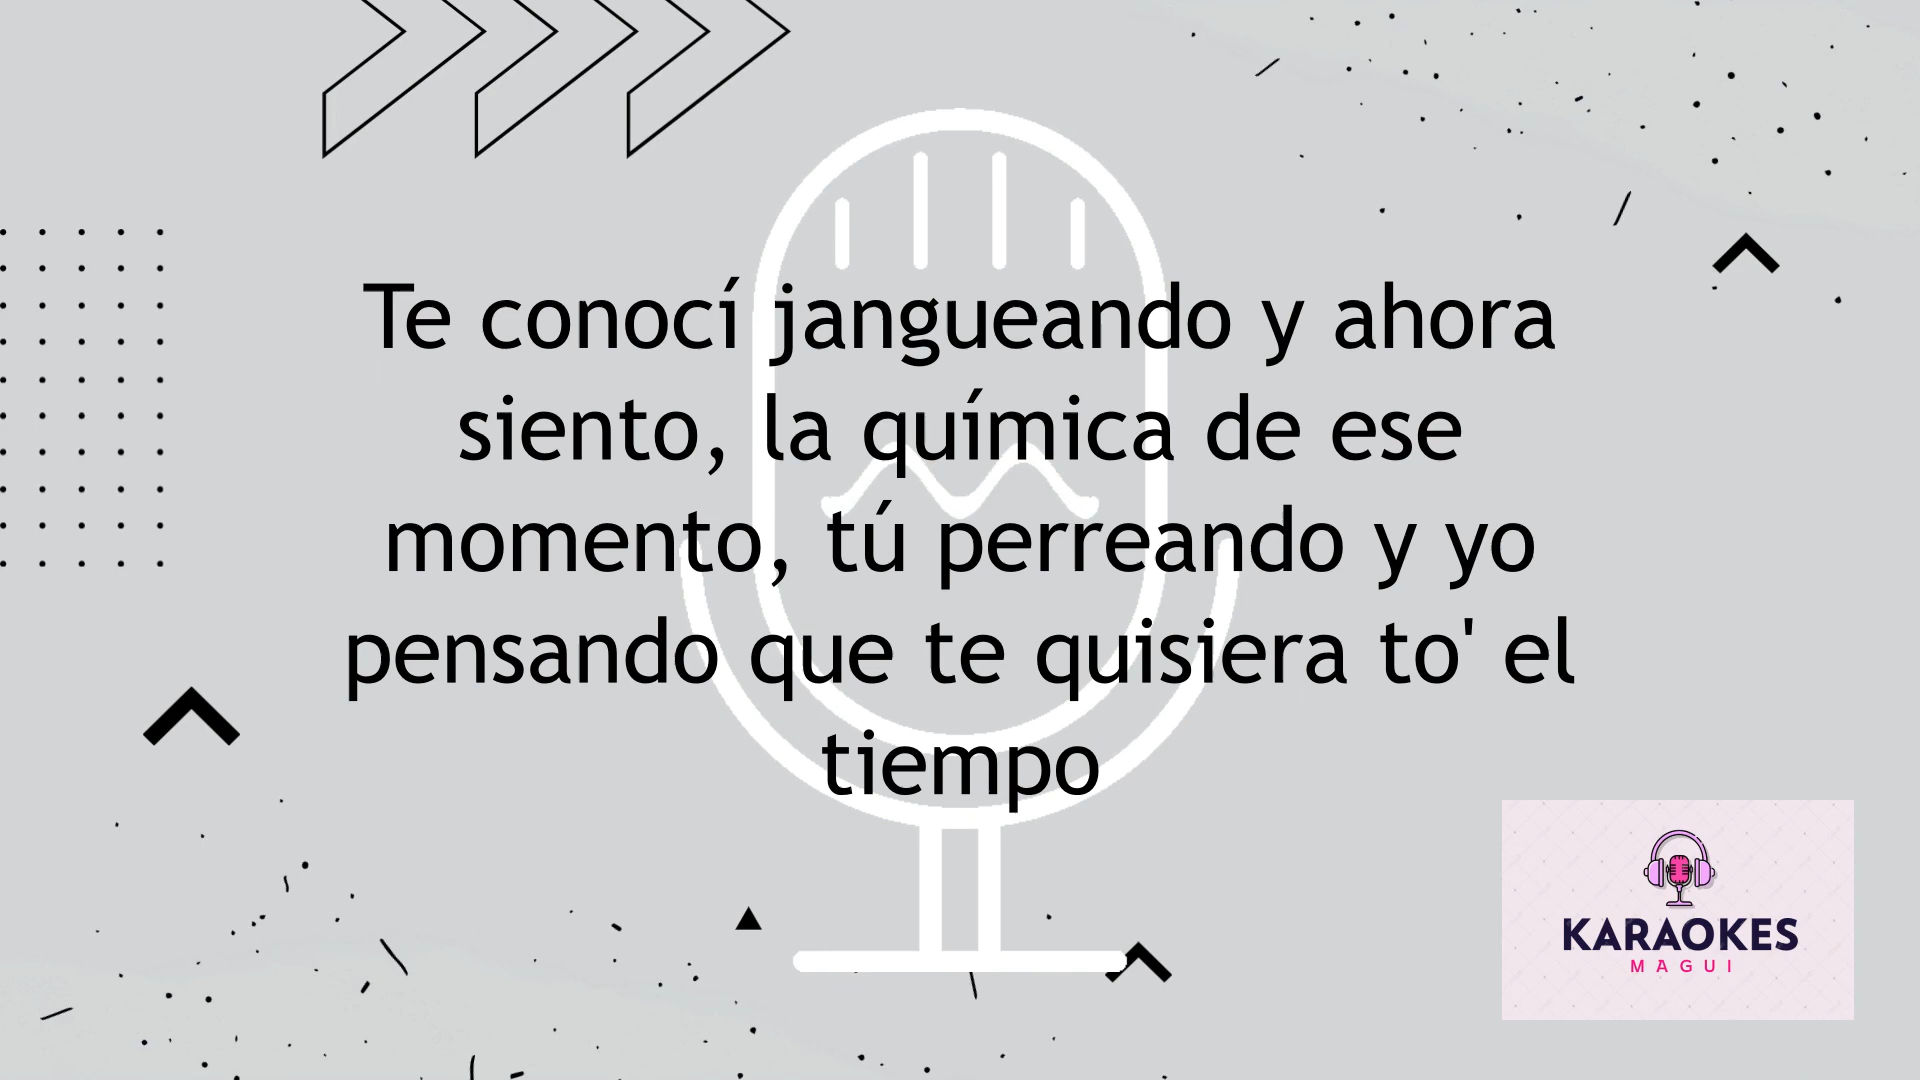 Te conocí jangueando y ahora
siento, la química de ese
momento, tú perreando y yo
pensando que te quisiera to' el
tiempo
KARAOKES
MAGUI